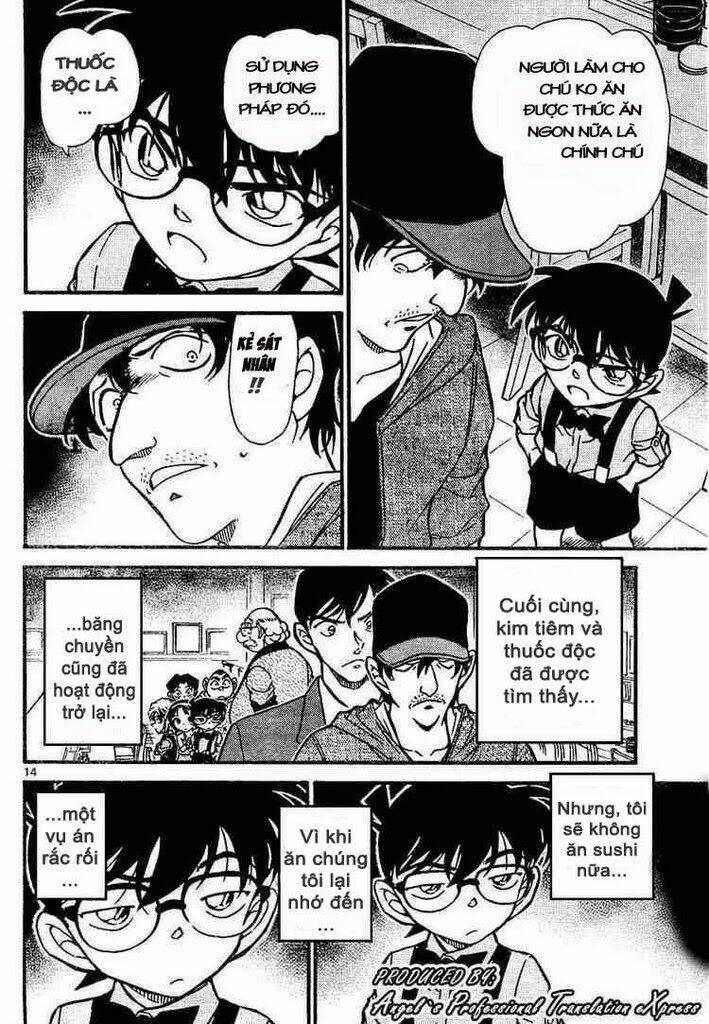 NGƯỜI LÀM CHO
CHÚ KO ĂN
ĐƯỢC THỨC ĂN
NGON NỮA LÀ
CHÍNH CHÚ
SỬ DỤNG
PHƯƠNG
PHÁP ĐÓ....
THUỐC
ĐỘC LÀ
...
KẺ SÁT
NHÂN
!!
Cuối cùng,
kim tiêm và
thuốc độc
đã được
tìm thấy...
...băng
chuyền
cũng đã
hoạt động
trở lại...
14
Nhưng, tôi
sẽ không
ăn sushi
nữa...
Vì khi
ăn chúng
tôi lại
nhớ đến
...
...một
vụ án
rắc rối
...
PRODUCED BY:
Angel`s Professional Translation eXpress